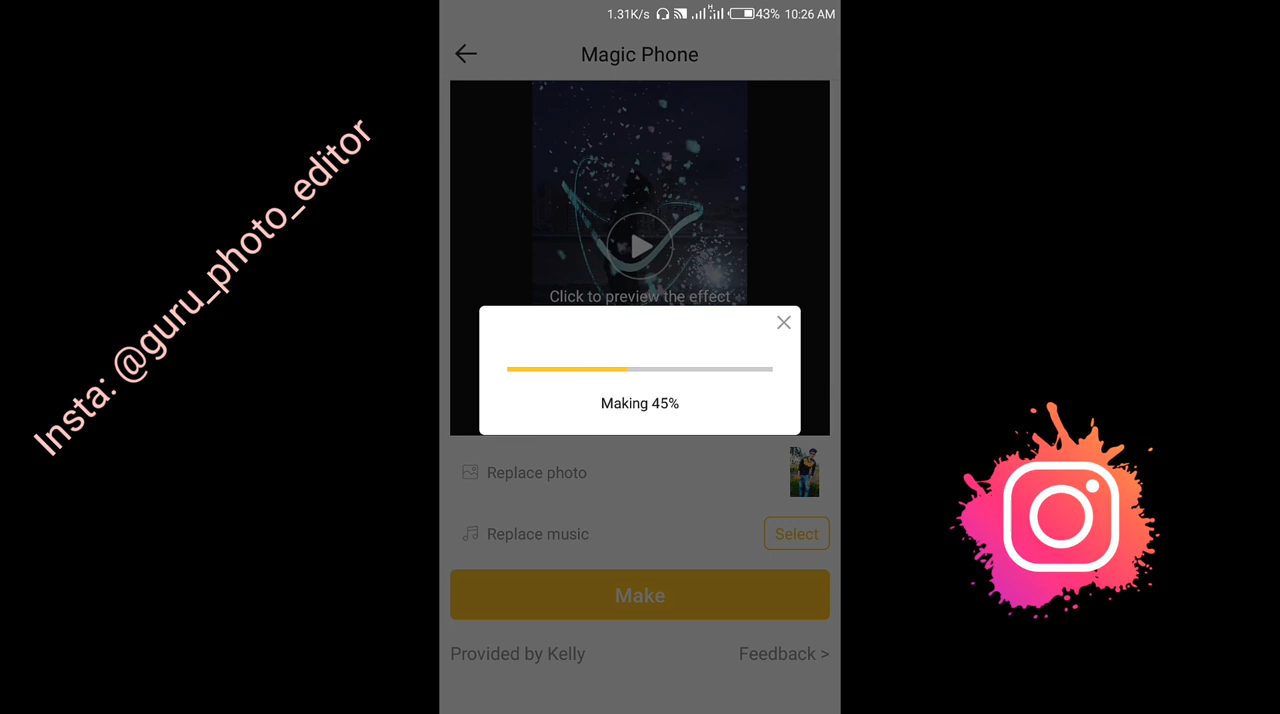 1.31K/s H 43% 10:26 AM
Magic Phone
Insta: @guru_photo_editor
Click to preview the effect
Making 45%
Replace photo
Replace music
Select
Make
Provided by Kelly
Feedback >